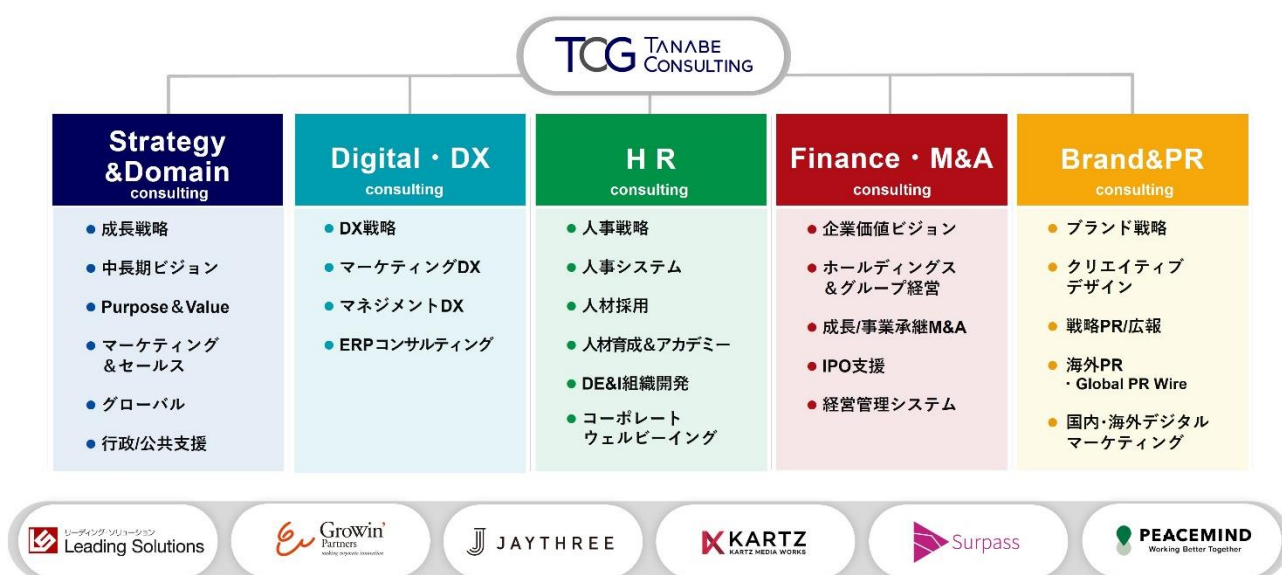 TCG TANABE CONSULTING
Strategy
&Domain
consulting
成長戦略
中長期ビジョン
Purpose＆Value
マーケティング
＆セールス
グローバル
行政/公共支援
Digital・DX
consulting
DX戦略
マーケティングDX
マネジメントDX
ERPコンサルティング
HR
consulting
人事戦略
人事システム
人材採用
人材育成＆アカデミー
DE&I組織開発
コーポレート
ウェルビーイング
Finance・M&A
consulting
企業価値ビジョン
ホールディングス
＆グループ経営
成長/事業承継M&A
IPO支援
経営管理システム
Brand&PR
consulting
ブランド戦略
クリエイティブ
デザイン
戦略PR/広報
海外PR
・Global PR Wire
国内・海外デジタル
マーケティング
リーディング・ソリューション
Leading Solutions
GroWin'
Partners
making corporate innovation
JAYTHREE
KARTZ
KARTZ MEDIA WORKS
Surpass
PEACEMIND
Working Better Together